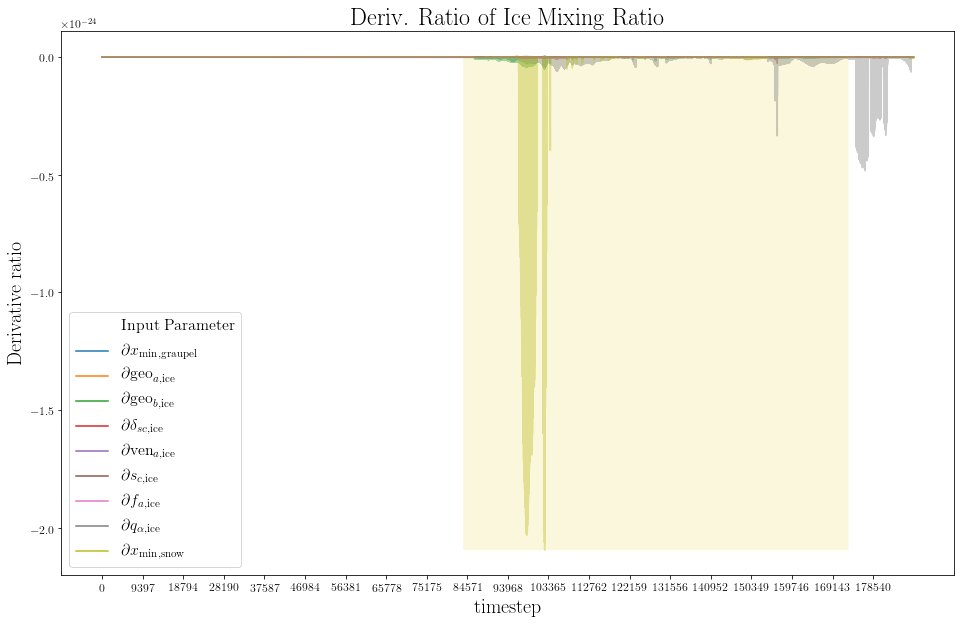 Deriv. Ratio of Ice Mixing Ratio
×10⁻²⁴
0.0
−0.5
−1.0
−1.5
−2.0
Derivative ratio
Input Parameter
∂x_min,graupel
∂geo_a,ice
∂geo_b,ice
∂δ_sc,ice
∂ven_a,ice
∂s_c,ice
∂f_a,ice
∂q_α,ice
∂x_min,snow
0 9397 18794 28190 37587 46984 56381 65778 75175 84571 93968 103365 112762 122159 131556 140952 150349 159746 169143 178540
timestep